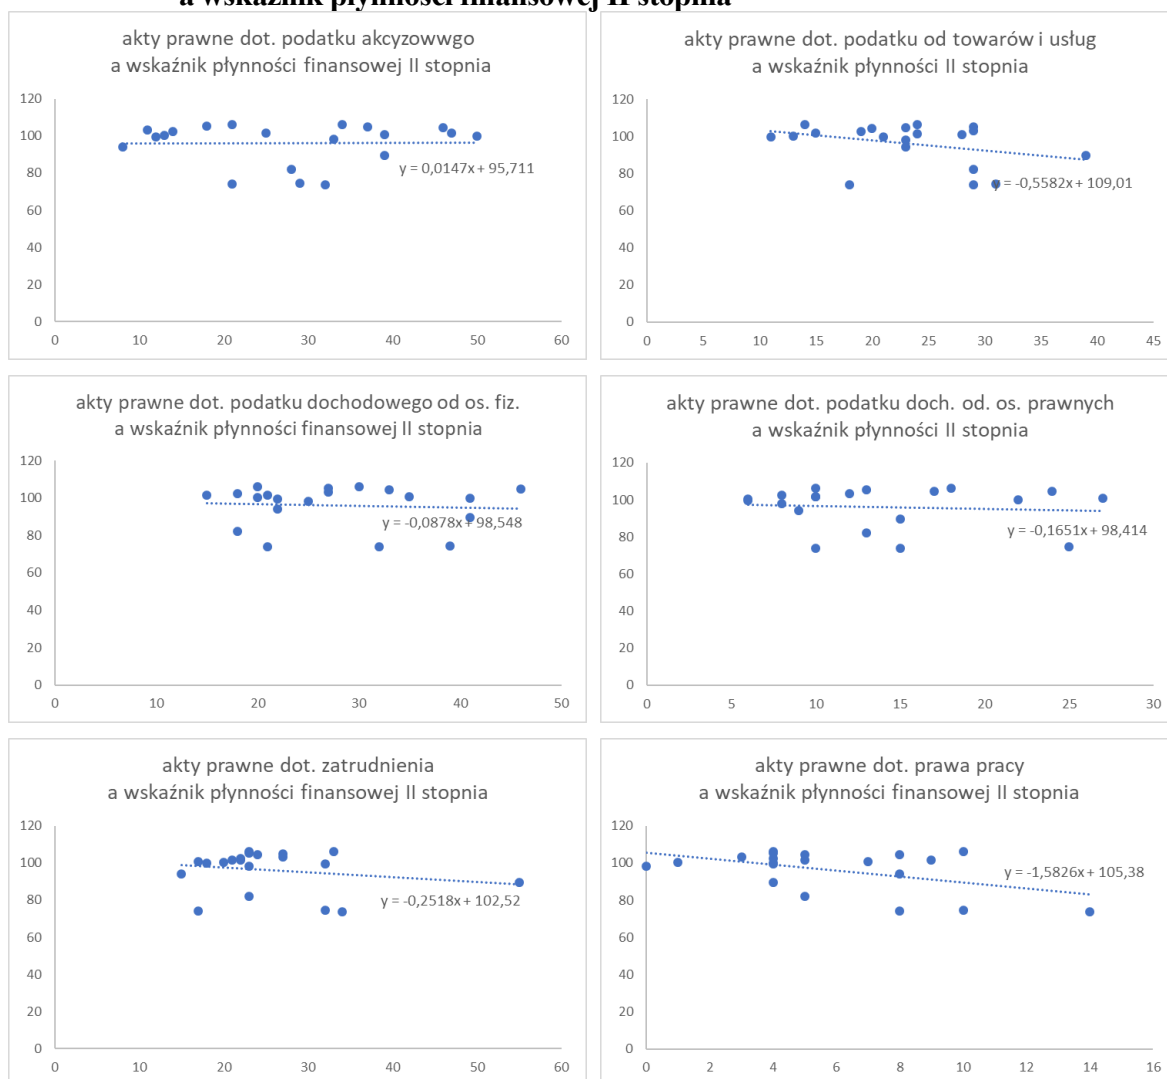 a wskaźnik płynności finansowej II stopnia
akty prawne dot. podatku akcyzowwgo
a wskaźnik płynności finansowej II stopnia
120
100
80
60
40
20
0
y = 0,0147x + 95,711
0 10 20 30 40 50 60
akty prawne dot. podatku od towarów i usług
a wskaźnik płynności II stopnia
120
100
80
60
40
20
0
y = -0,5582x + 109,01
0 5 10 15 20 25 30 35 40 45
akty prawne dot. podatku dochodowego od os. fiz.
a wskaźnik płynności finansowej II stopnia
120
100
80
60
40
20
0
y = -0,0878x + 98,548
0 10 20 30 40 50
akty prawne dot. podatku doch. od. os. prawnych
a wskaźnik płynności II stopnia
120
100
80
60
40
20
0
y = -0,1651x + 98,414
0 5 10 15 20 25 30
akty prawne dot. zatrudnienia
a wskaźnik płynności finansowej II stopnia
120
100
80
60
40
20
0
y = -0,2518x + 102,52
0 10 20 30 40 50 60
akty prawne dot. prawa pracy
a wskaźnik płynności finansowej II stopnia
120
100
80
60
40
20
0
y = -1,5826x + 105,38
0 2 4 6 8 10 12 14 16